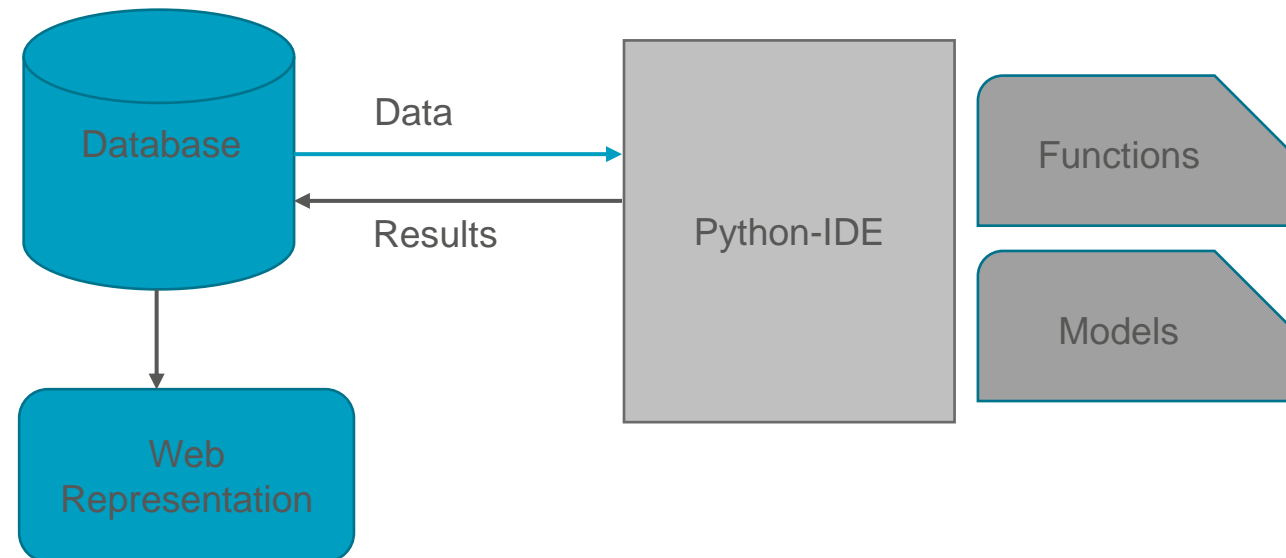 Database
Data
Results
Python-IDE
Functions
Models
Web
Representation